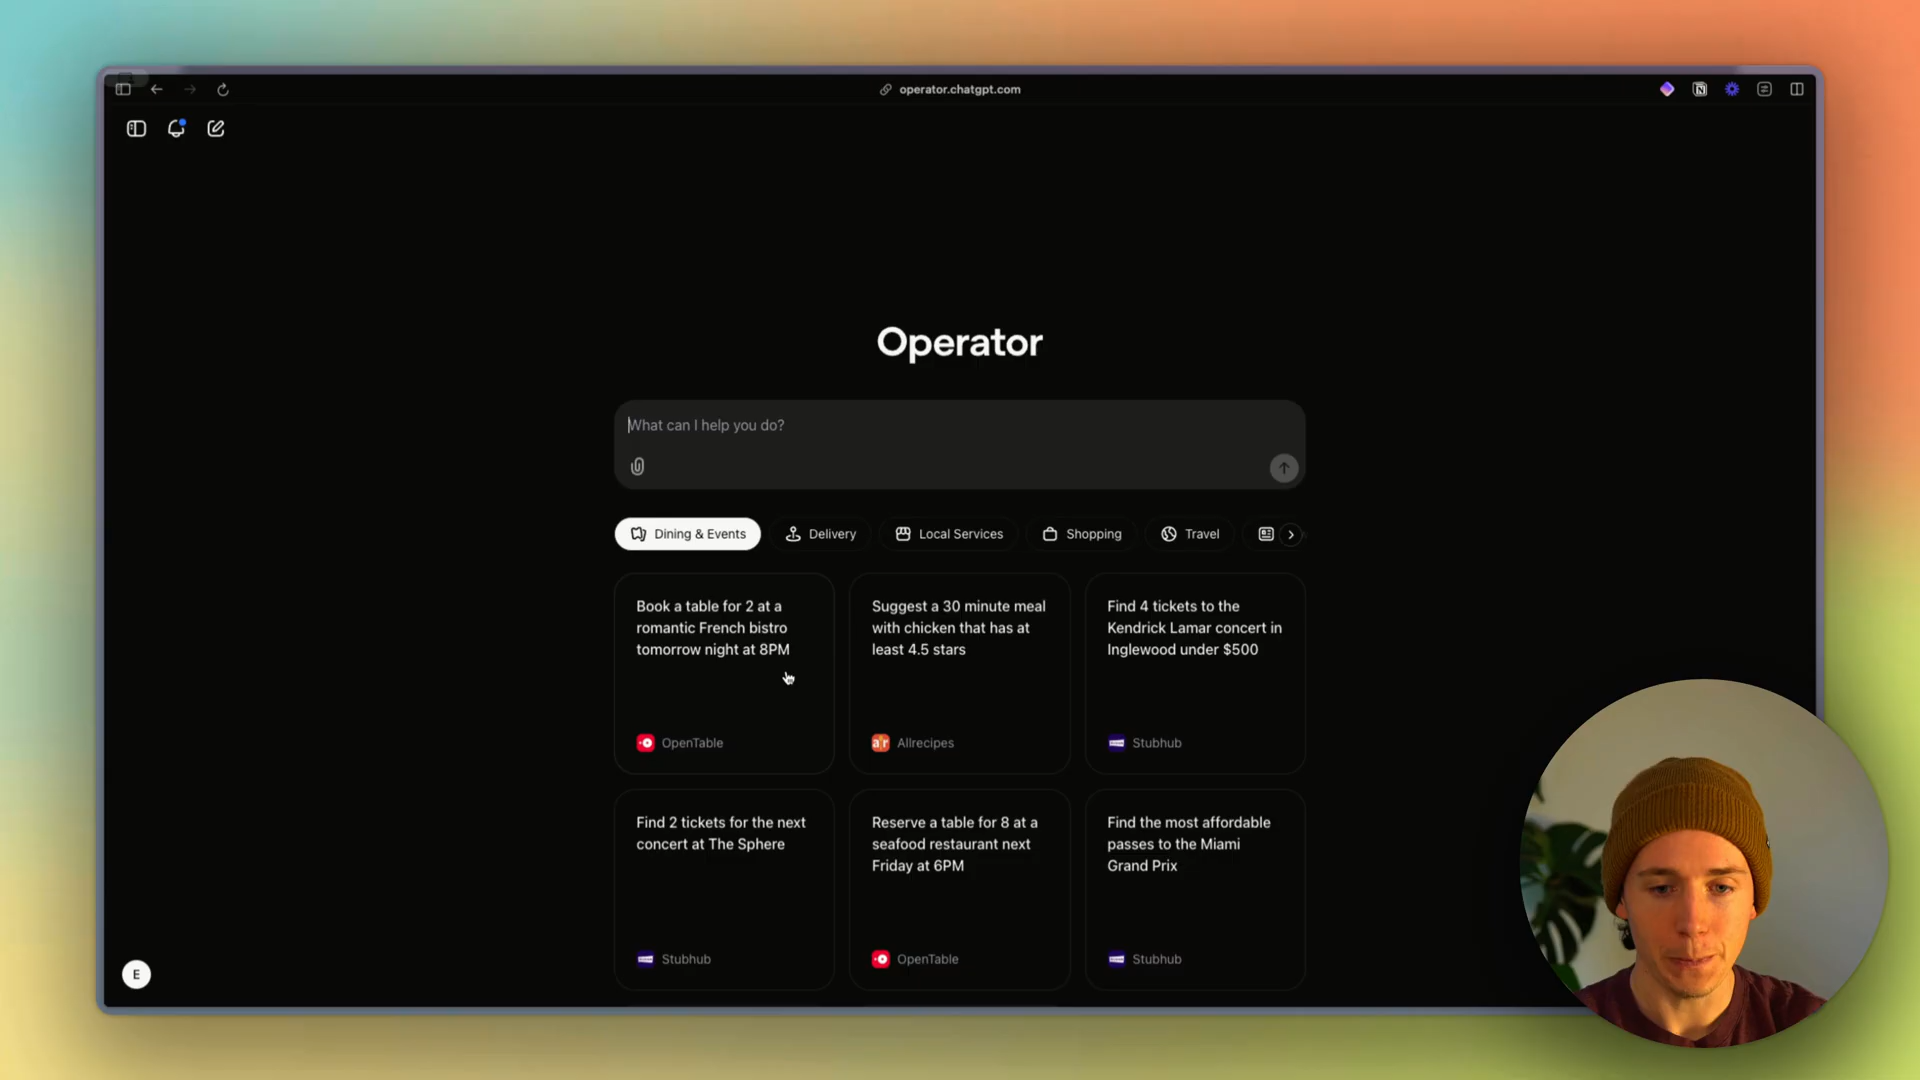 operator.chatgpt.com
Operator
What can I help you do?
Dining & Events
Delivery
Local Services
Shopping
Travel
Book a table for 2 at a
romantic French bistro
tomorrow night at 8PM
OpenTable
Suggest a 30 minute meal
with chicken that has at
least 4.5 stars
Allrecipes
Find 4 tickets to the
Kendrick Lamar concert in
Inglewood under $500
Stubhub
Find 2 tickets for the next
concert at The Sphere
Stubhub
Reserve a table for 8 at a
seafood restaurant next
Friday at 6PM
OpenTable
Find the most affordable
passes to the Miami
Grand Prix
Stubhub
E